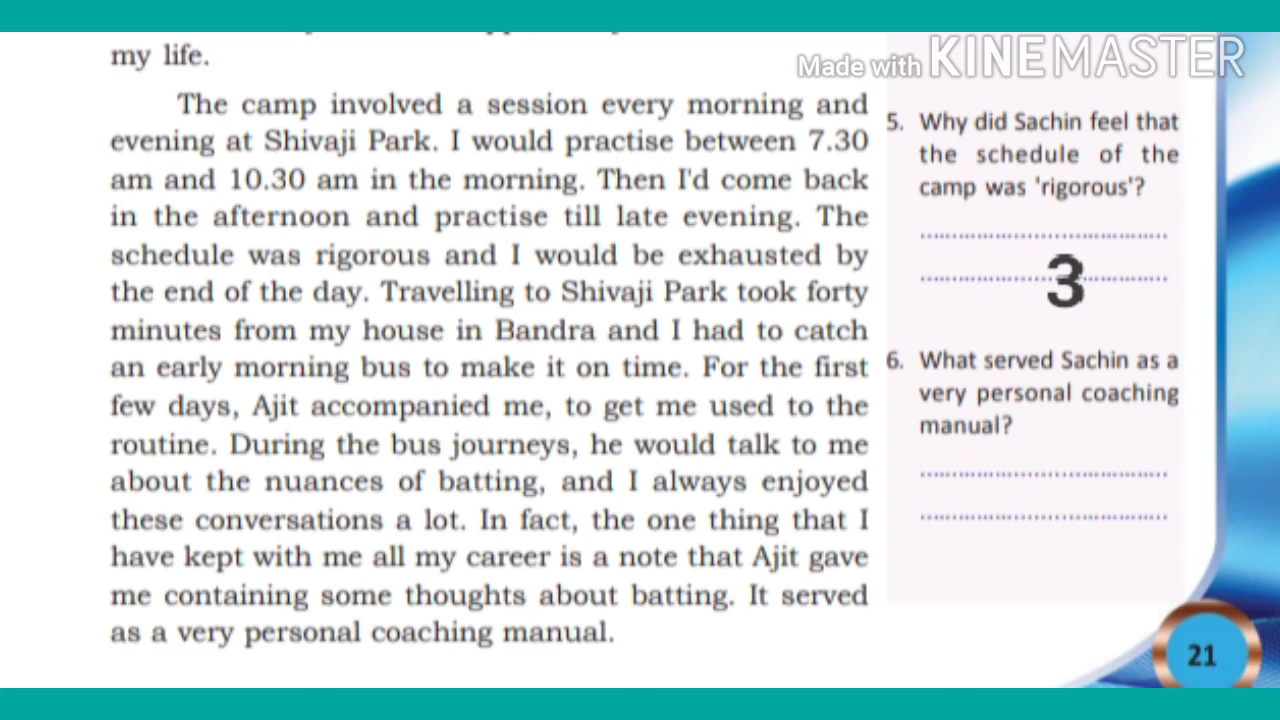 my life.
The camp involved a session every morning and
evening at Shivaji Park. I would practise between 7.30
am and 10.30 am in the morning. Then I'd come back
in the afternoon and practise till late evening. The
schedule was rigorous and I would be exhausted by
the end of the day. Travelling to Shivaji Park took forty
minutes from my house in Bandra and I had to catch
an early morning bus to make it on time. For the first
few days, Ajit accompanied me, to get me used to the
routine. During the bus journeys, he would talk to me
about the nuances of batting, and I always enjoyed
these conversations a lot. In fact, the one thing that I
have kept with me all my career is a note that Ajit gave
me containing some thoughts about batting. It served
as a very personal coaching manual.
Made with KINEMASTER
5. Why did Sachin feel that
the schedule of the
camp was 'rigorous'?
3
6. What served Sachin as a
very personal coaching
manual?
21